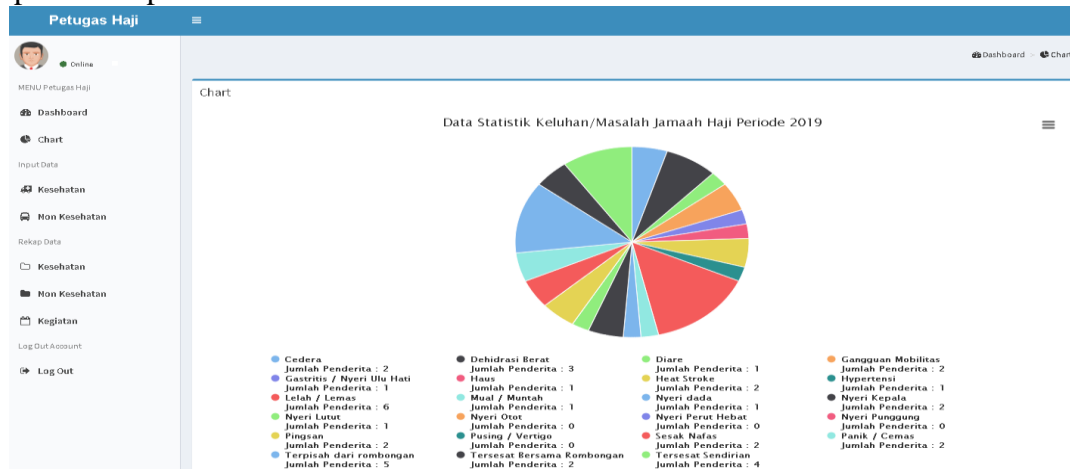 Petugas Haji
Online
Dashboard > Chart
MENU Petugas Haji
Dashboard
Chart
Input Data
Kesehatan
Non Kesehatan
Rekap Data
Kesehatan
Non Kesehatan
Kegiatan
Log Out Account
Log Out
Chart
Data Statistik Keluhan/Masalah Jamaah Haji Periode 2019
Cedera
Jumlah Penderita : 2
Dehidrasi Berat
Jumlah Penderita : 3
Diare
Jumlah Penderita : 1
Gangguan Mobilitas
Jumlah Penderita : 2
Gastritis / Nyeri Ulu Hati
Jumlah Penderita : 1
Haus
Jumlah Penderita : 1
Heat Stroke
Jumlah Penderita : 2
Hypertensi
Jumlah Penderita : 1
Lelah / Lemas
Jumlah Penderita : 6
Mual / Muntah
Jumlah Penderita : 1
Nyeri dada
Jumlah Penderita : 1
Nyeri Kepala
Jumlah Penderita : 2
Nyeri Lutut
Jumlah Penderita : 1
Nyeri Otot
Jumlah Penderita : 0
Nyeri Perut Hebat
Jumlah Penderita : 0
Nyeri Punggung
Jumlah Penderita : 0
Pingsan
Jumlah Penderita : 2
Pusing / Vertigo
Jumlah Penderita : 0
Sesak Nafas
Jumlah Penderita : 2
Panik / Cemas
Jumlah Penderita : 2
Terpisah dari rombongan
Jumlah Penderita : 5
Tersesat Bersama Rombongan
Jumlah Penderita : 2
Tersesat Sendirian
Jumlah Penderita : 4